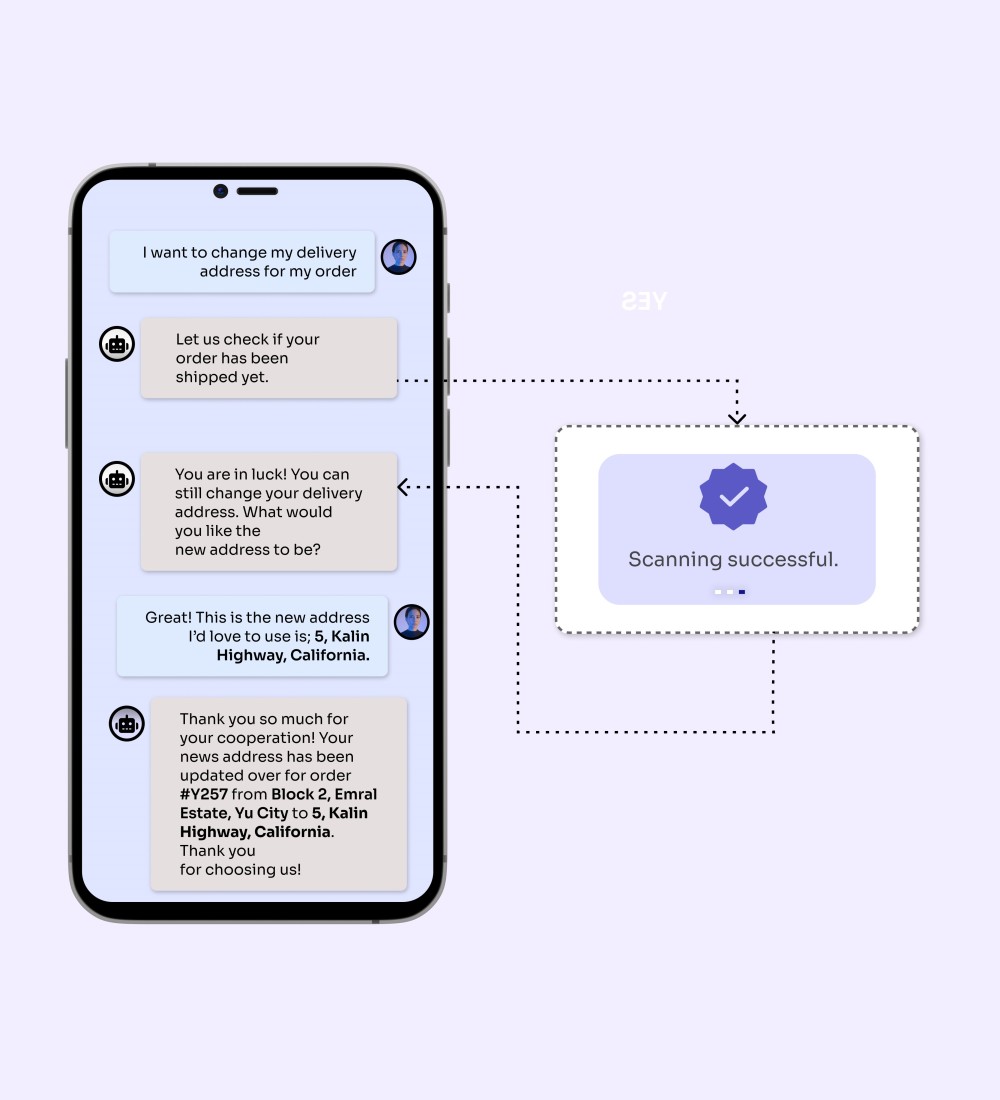 I want to change my delivery
address for my order
Let us check if your
order has been
shipped yet.
You are in luck! You can
still change your delivery
address. What would
you like the
new address to be?
Great! This is the new address
I’d love to use is; 5, Kalin
Highway, California.
Thank you so much for
your cooperation! Your
news address has been
updated over for order
#Y257 from Block 2, Emral
Estate, Yu City to 5, Kalin
Highway, California.
Thank you
for choosing us!
YES
Scanning successful.